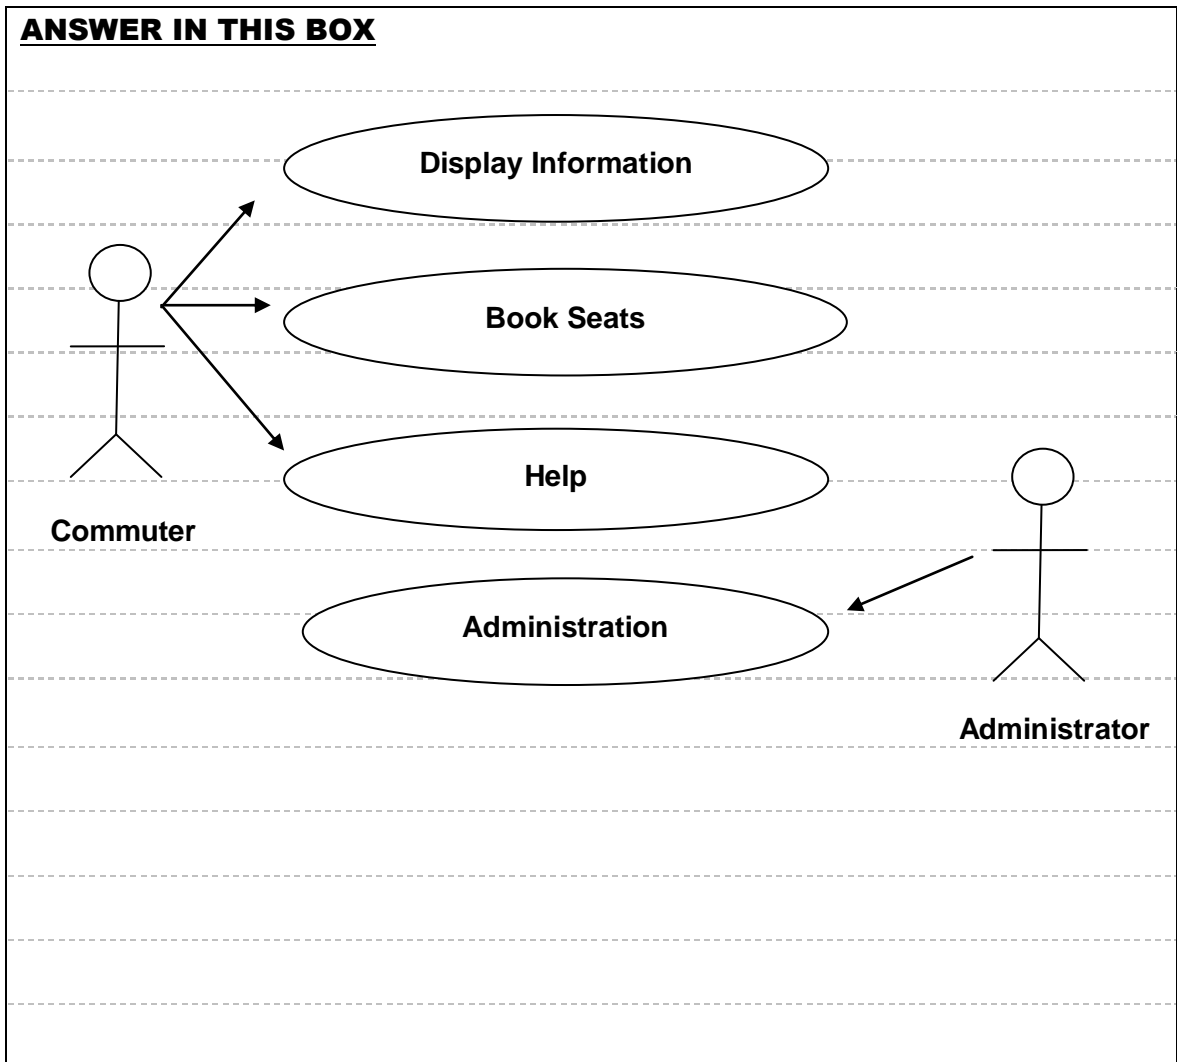 ANSWER IN THIS BOX
Display Information
Book Seats
Help
Commuter
Administration
Administrator